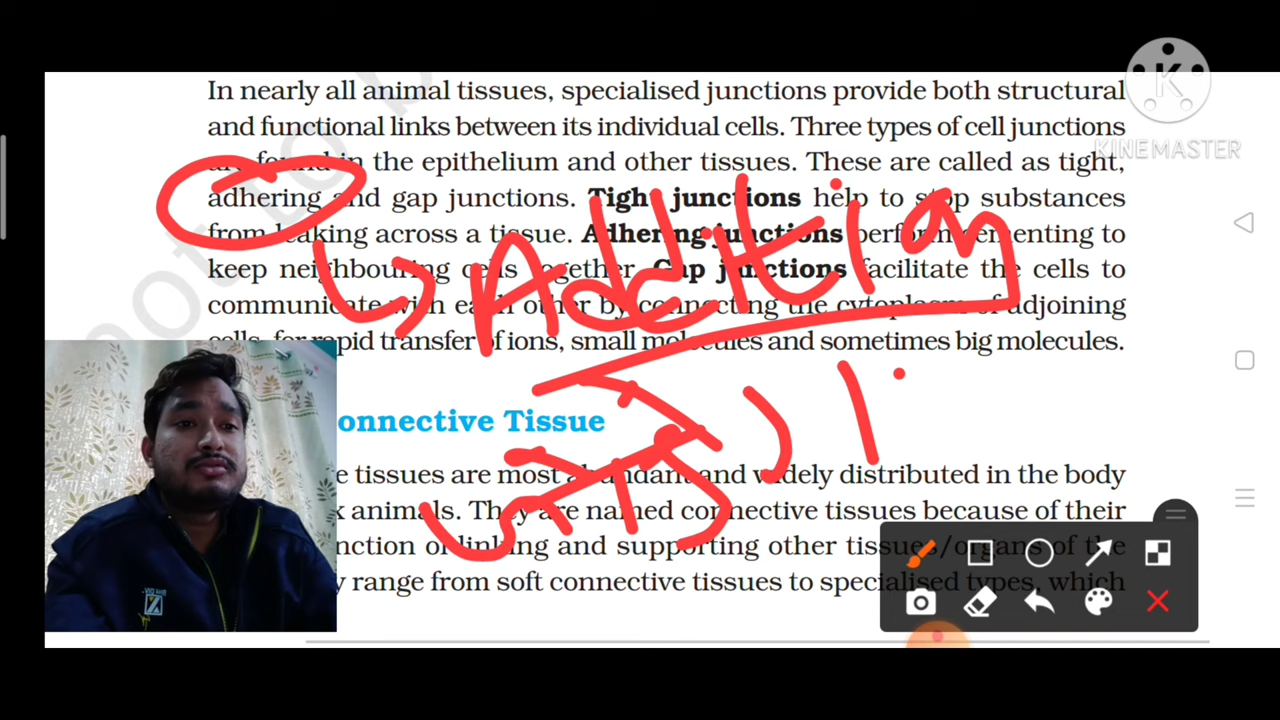 In nearly all animal tissues, specialised junctions provide both structural
and functional links between its individual cells. Three types of cell junctions
are found in the epithelium and other tissues. These are called as tight,
adhering and gap junctions. Tight junctions help to stop substances
from leaking across a tissue. Adhering junctions perform cementing to
keep neighbouring cells together. Gap junctions facilitate the cells to
communicate with each other by connecting the cytoplasm of adjoining
cells, for rapid transfer of ions, small molecules and sometimes big molecules.
Addition
onnective Tissue
e tissues are most abundant and widely distributed in the body
x animals. They are named connective tissues because of their
nction of linking and supporting other tissues/organs of the
y range from soft connective tissues to specialised types, which
KINEMASTER
not to b